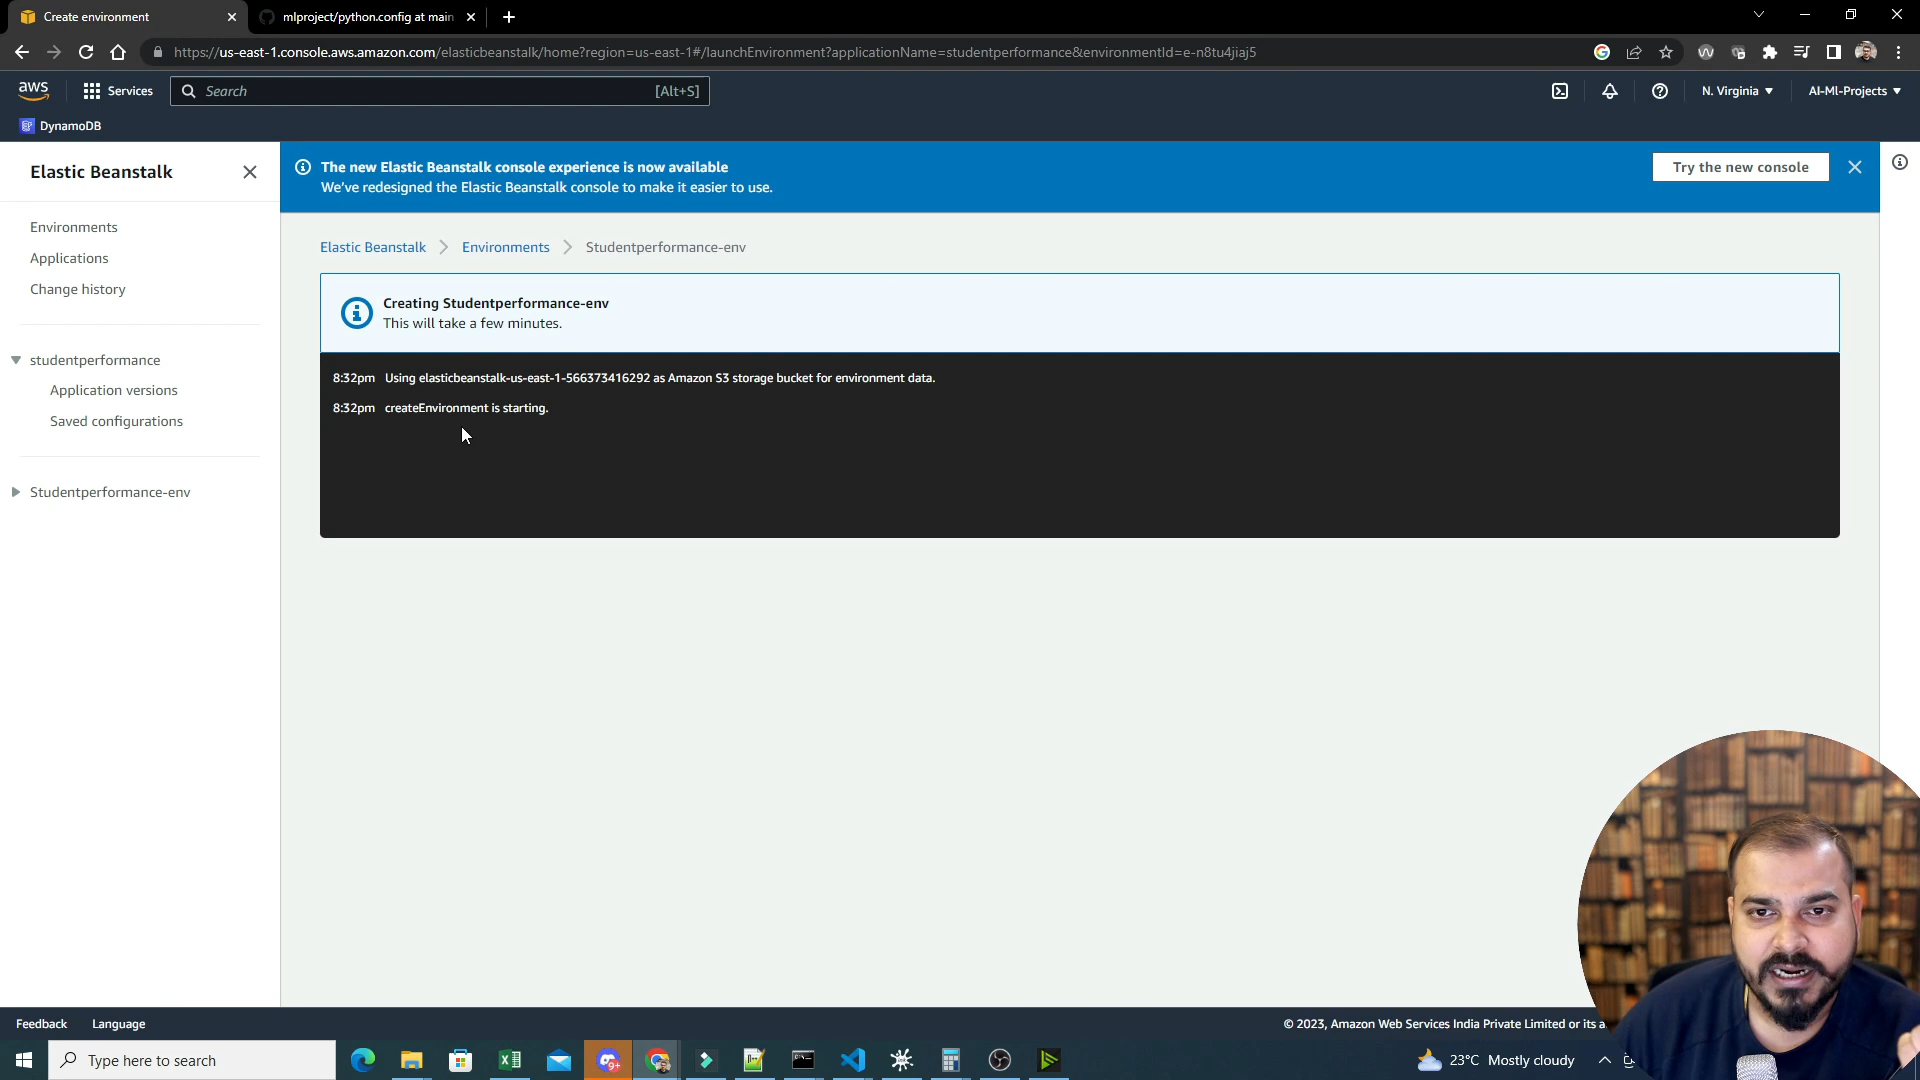 Create environment
mlproject/python.config at main
https://us-east-1.console.aws.amazon.com/elasticbeanstalk/home?region=us-east-1#/launchEnvironment?applicationName=studentperformance&environmentId=e-n8tu4jiaj5
aws
Services
Search
[Alt+S]
N. Virginia
AI-Ml-Projects
DynamoDB
Elastic Beanstalk
Environments
Applications
Change history
studentperformance
Application versions
Saved configurations
Studentperformance-env
The new Elastic Beanstalk console experience is now available
We've redesigned the Elastic Beanstalk console to make it easier to use.
Try the new console
Elastic Beanstalk
Environments
Studentperformance-env
Creating Studentperformance-env
This will take a few minutes.
8:32pm Using elasticbeanstalk-us-east-1-566373416292 as Amazon S3 storage bucket for environment data.
8:32pm createEnvironment is starting.
Feedback
Language
© 2023, Amazon Web Services India Private Limited or its a
Type here to search
9+
23°C Mostly cloudy